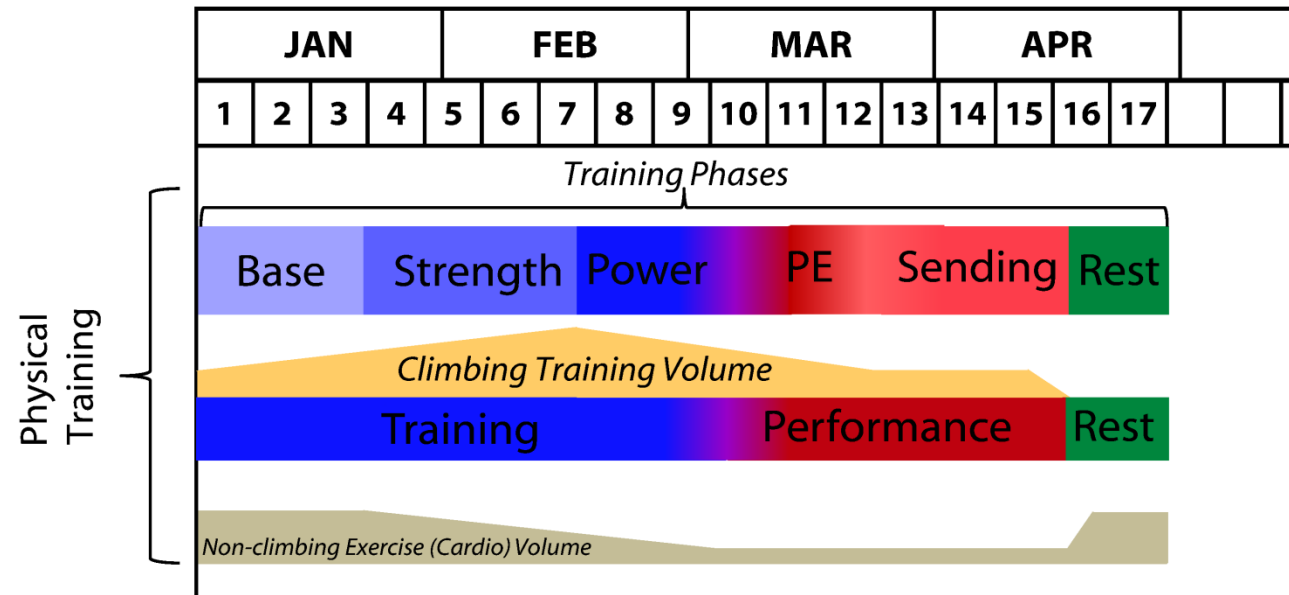 JAN FEB MAR APR
1 2 3 4 5 6 7 8 9 10 11 12 13 14 15 16 17
Training Phases
Base Strength Power PE Sending Rest
Physical
Training
Climbing Training Volume
Training Performance Rest
Non-climbing Exercise (Cardio) Volume